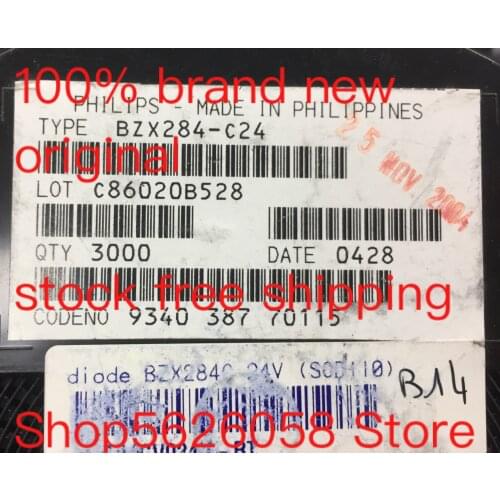 100% brand new
PHILIPS - MADE IN PHILIPPINES
TYPE BZX284-C24
25 NOV 2004
original
LOT C86020B528
QTY 3000 DATE 0428
stock free shipping
CODENO 9340 387 70115
diode BZX284C 24V (SOD110)
B14
Shop5626058 Store